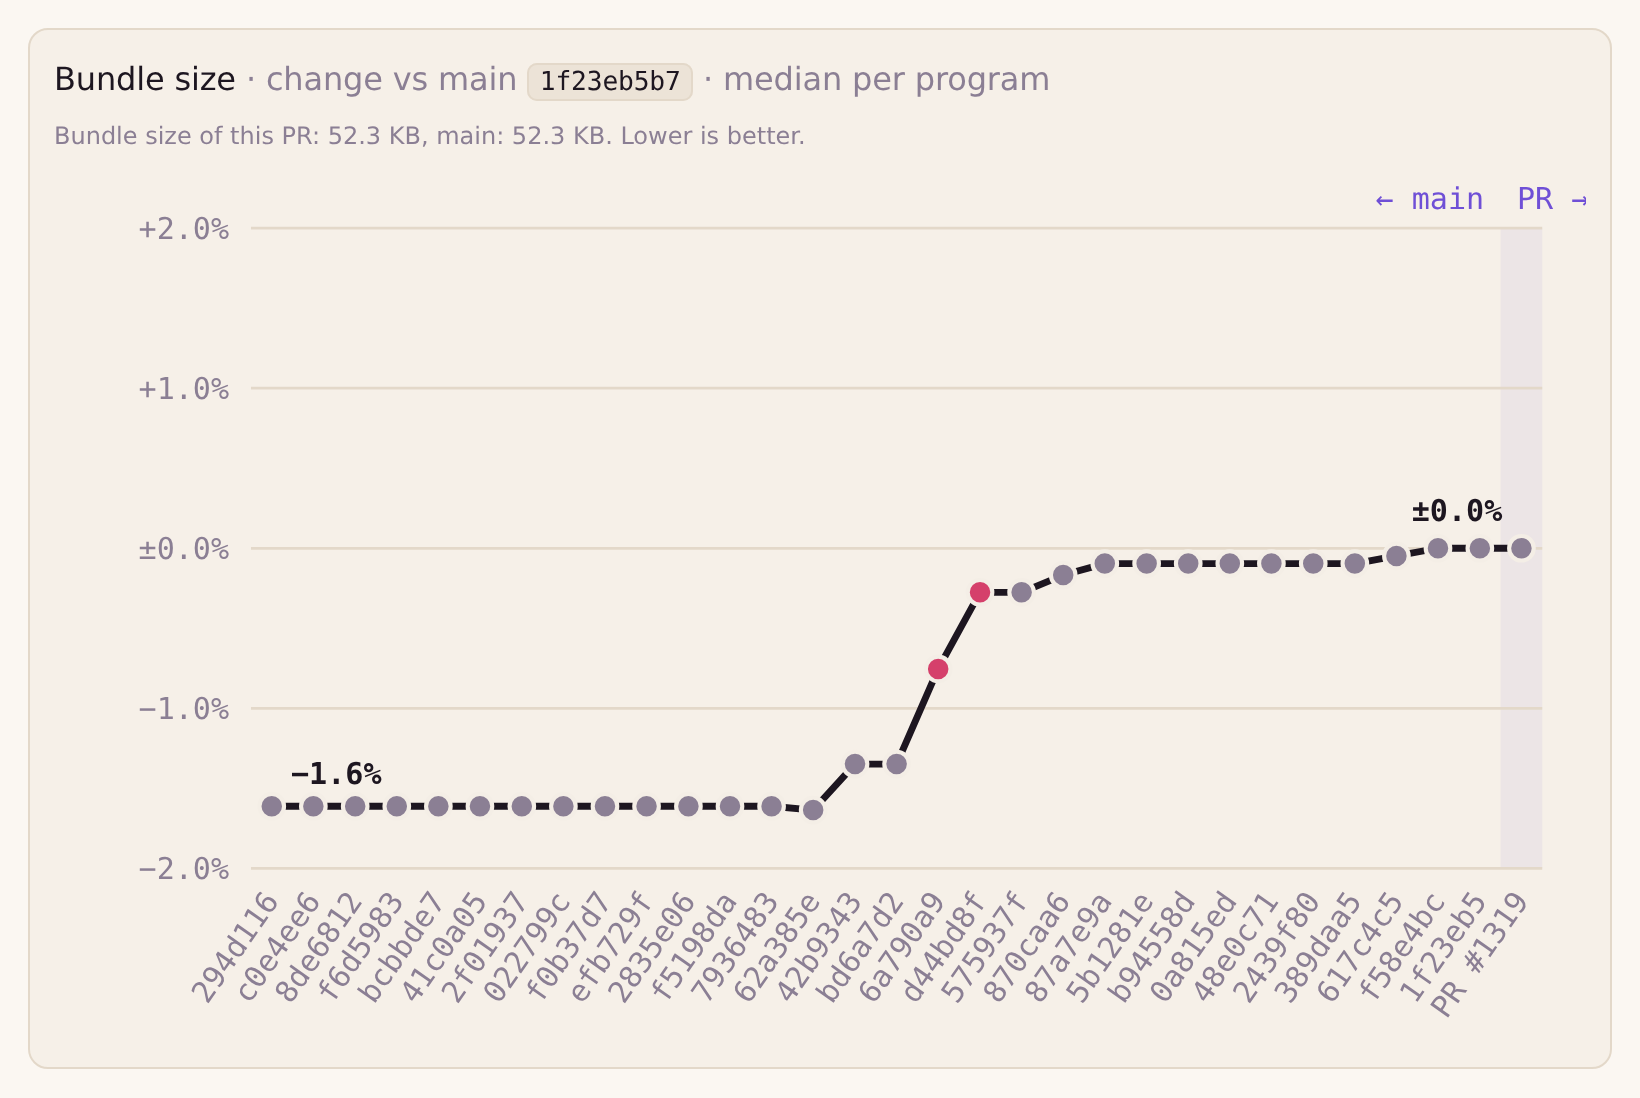 Bundle size · change vs main 1f23eb5b7 · median per program
Bundle size of this PR: 52.3 KB, main: 52.3 KB. Lower is better.
← main PR →
+2.0%
+1.0%
±0.0%
−1.0%
−2.0%
−1.6%
±0.0%
294d116
c0e4ee6
8de6812
f6d5983
bcbbde7
41c0a05
2f01937
022799c
f0b37d7
efb729f
2835e06
f5198da
7936483
62a385e
42b9343
bd6a7d2
6a790a9
d44bd8f
575937f
870caa6
87a7e9a
5b1281e
b94558d
0a815ed
48e0c71
2439f80
389daa5
617c4c5
f58e4bc
1f23eb5
PR #1319